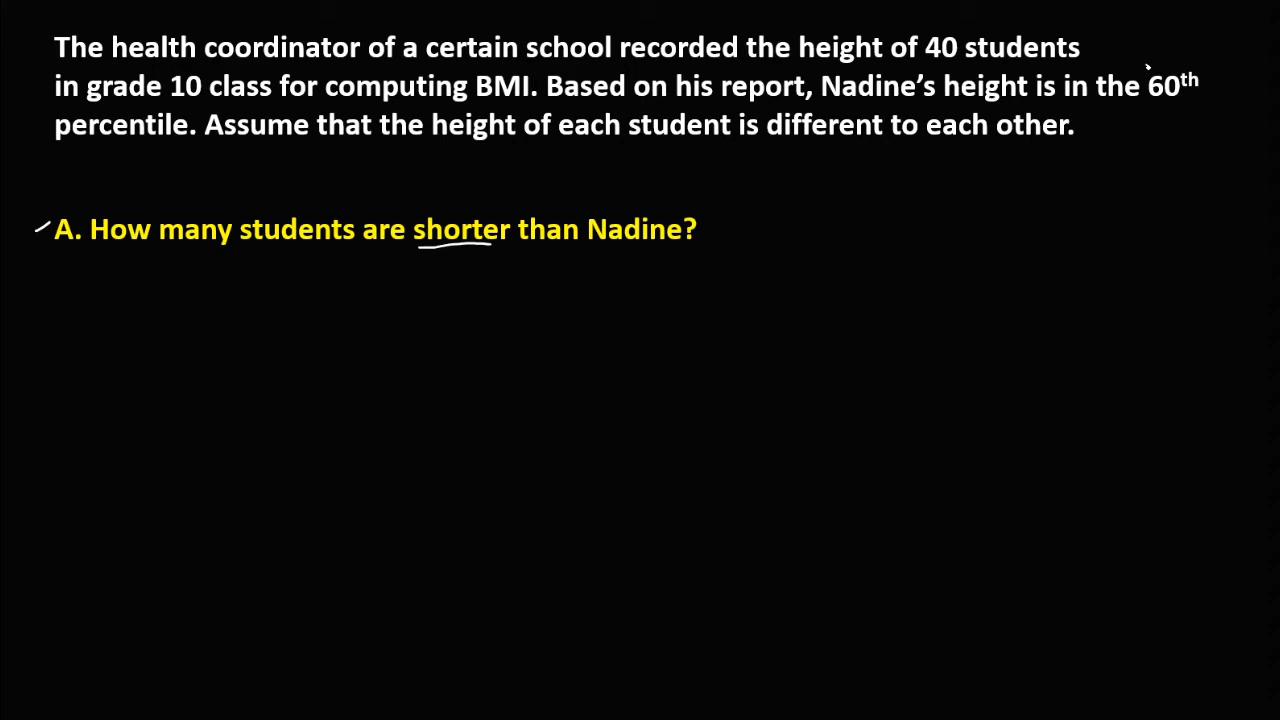 The health coordinator of a certain school recorded the height of 40 students
in grade 10 class for computing BMI. Based on his report, Nadine’s height is in the 60th
percentile. Assume that the height of each student is different to each other.
A. How many students are shorter than Nadine?